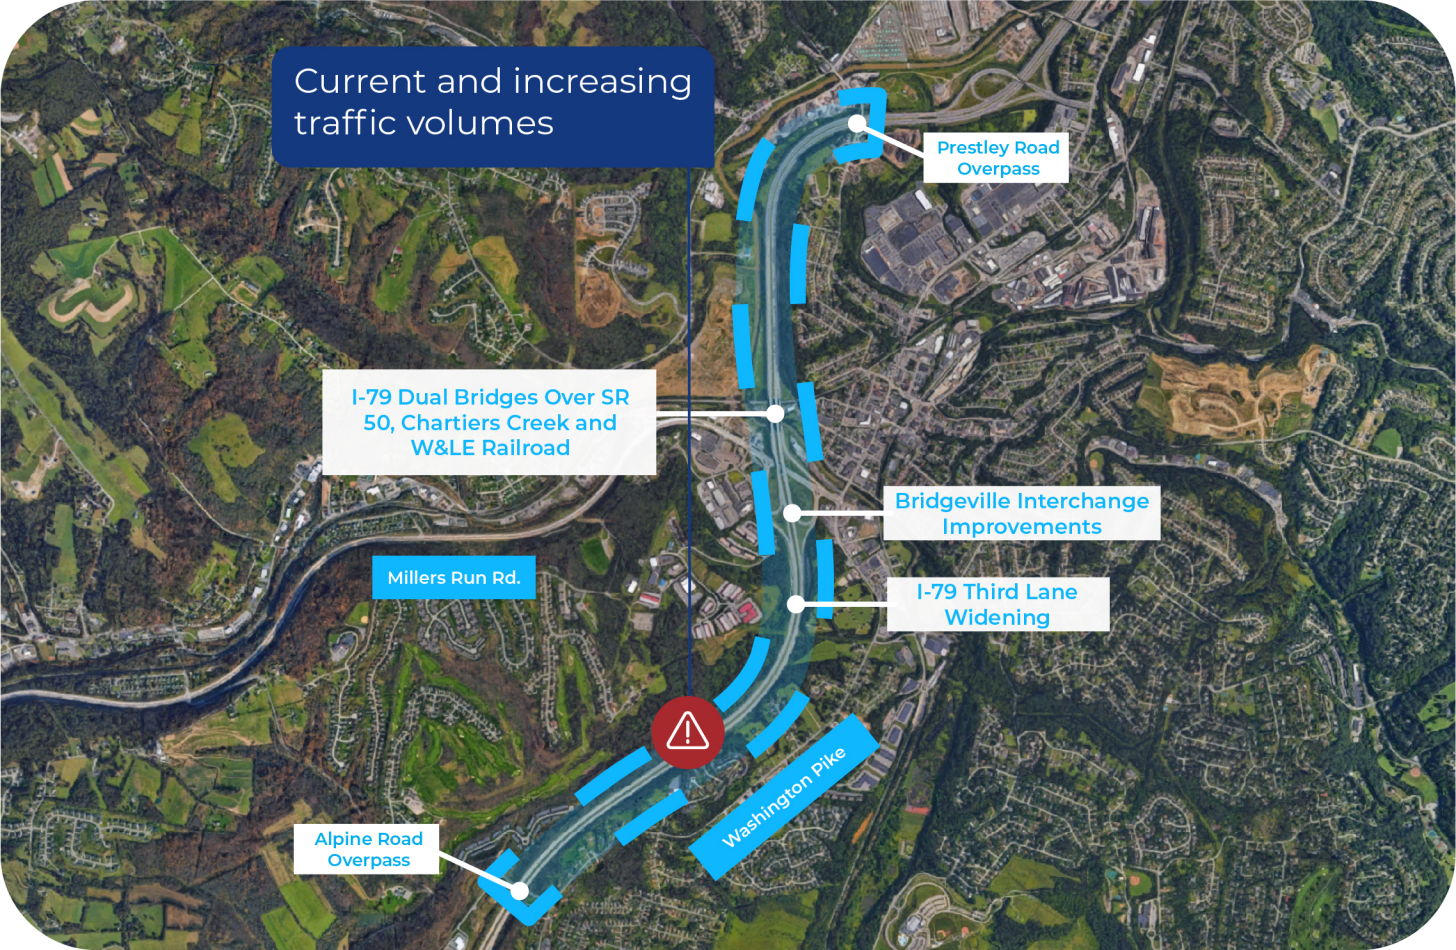 Current and increasing
traffic volumes
Prestley Road
Overpass
I-79 Dual Bridges Over SR
50, Chartiers Creek and
W&LE Railroad
Bridgeville Interchange
Improvements
Millers Run Rd.
I-79 Third Lane
Widening
Washington Pike
Alpine Road
Overpass